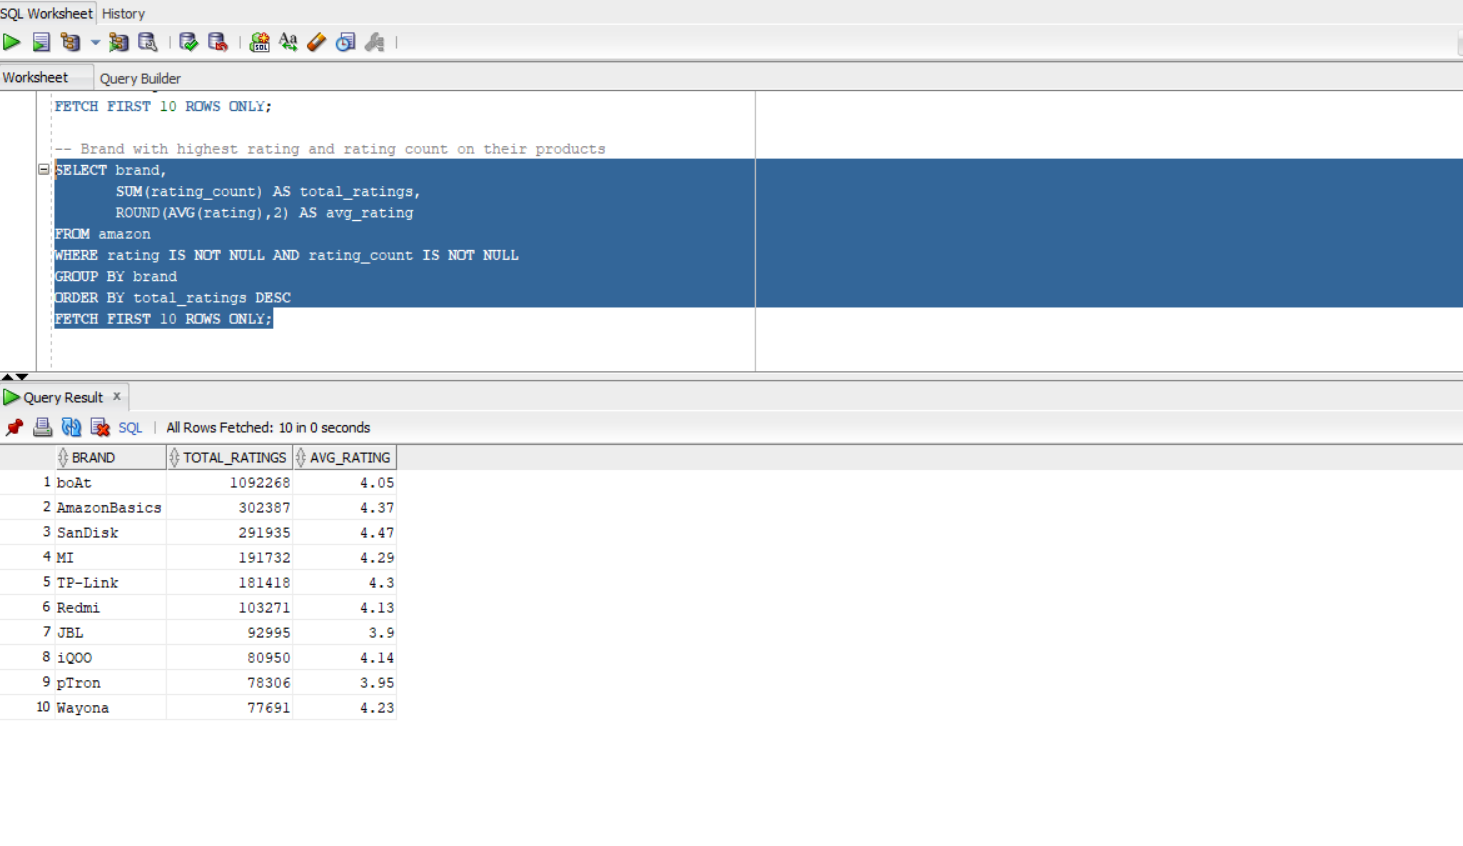 SQL Worksheet History
Worksheet Query Builder
FETCH FIRST 10 ROWS ONLY;
-- Brand with highest rating and rating count on their products
SELECT brand,
SUM(rating_count) AS total_ratings,
ROUND(AVG(rating),2) AS avg_rating
FROM amazon
WHERE rating IS NOT NULL AND rating_count IS NOT NULL
GROUP BY brand
ORDER BY total_ratings DESC
FETCH FIRST 10 ROWS ONLY;
Query Result x
SQL | All Rows Fetched: 10 in 0 seconds
BRAND TOTAL_RATINGS AVG_RATING
1 boAt 1092268 4.05
2 AmazonBasics 302387 4.37
3 SanDisk 291935 4.47
4 MI 191732 4.29
5 TP-Link 181418 4.3
6 Redmi 103271 4.13
7 JBL 92995 3.9
8 iQOO 80950 4.14
9 pTron 78306 3.95
10 Wayona 77691 4.23